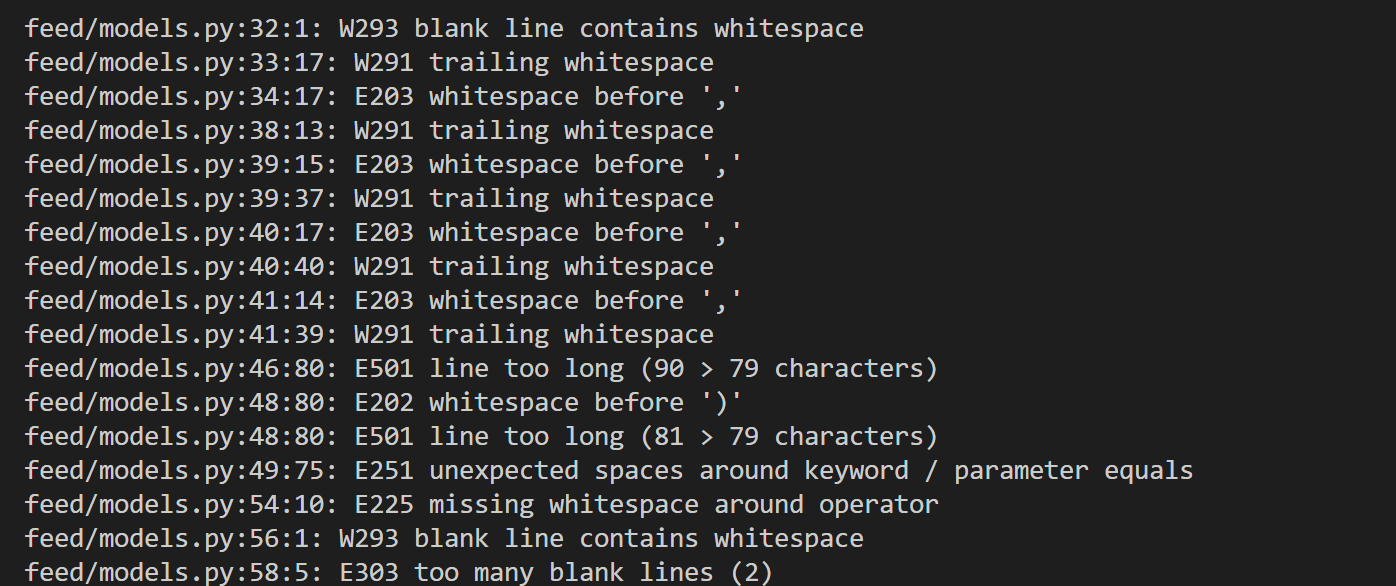 feed/models.py:32:1: W293 blank line contains whitespace
feed/models.py:33:17: W291 trailing whitespace
feed/models.py:34:17: E203 whitespace before ','
feed/models.py:38:13: W291 trailing whitespace
feed/models.py:39:15: E203 whitespace before ','
feed/models.py:39:37: W291 trailing whitespace
feed/models.py:40:17: E203 whitespace before ','
feed/models.py:40:40: W291 trailing whitespace
feed/models.py:41:14: E203 whitespace before ','
feed/models.py:41:39: W291 trailing whitespace
feed/models.py:46:80: E501 line too long (90 > 79 characters)
feed/models.py:48:80: E202 whitespace before ')'
feed/models.py:48:80: E501 line too long (81 > 79 characters)
feed/models.py:49:75: E251 unexpected spaces around keyword / parameter equals
feed/models.py:54:10: E225 missing whitespace around operator
feed/models.py:56:1: W293 blank line contains whitespace
feed/models.py:58:5: E303 too many blank lines (2)